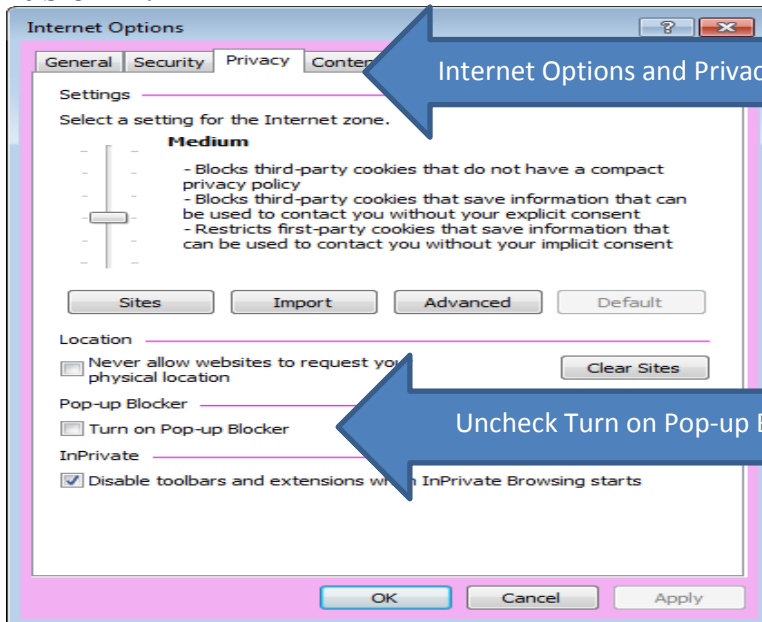 Internet Options
General Security Privacy Conten
Internet Options and Privac
Settings
Select a setting for the Internet zone.
Medium
- Blocks third-party cookies that do not have a compact
privacy policy
- Blocks third-party cookies that save information that can
be used to contact you without your explicit consent
- Restricts first-party cookies that save information that
can be used to contact you without your implicit consent
Sites Import Advanced Default
Location
Never allow websites to request yo
physical location
Clear Sites
Pop-up Blocker
Turn on Pop-up Blocker
Uncheck Turn on Pop-up B
InPrivate
Disable toolbars and extensions w InPrivate Browsing starts
OK Cancel Apply